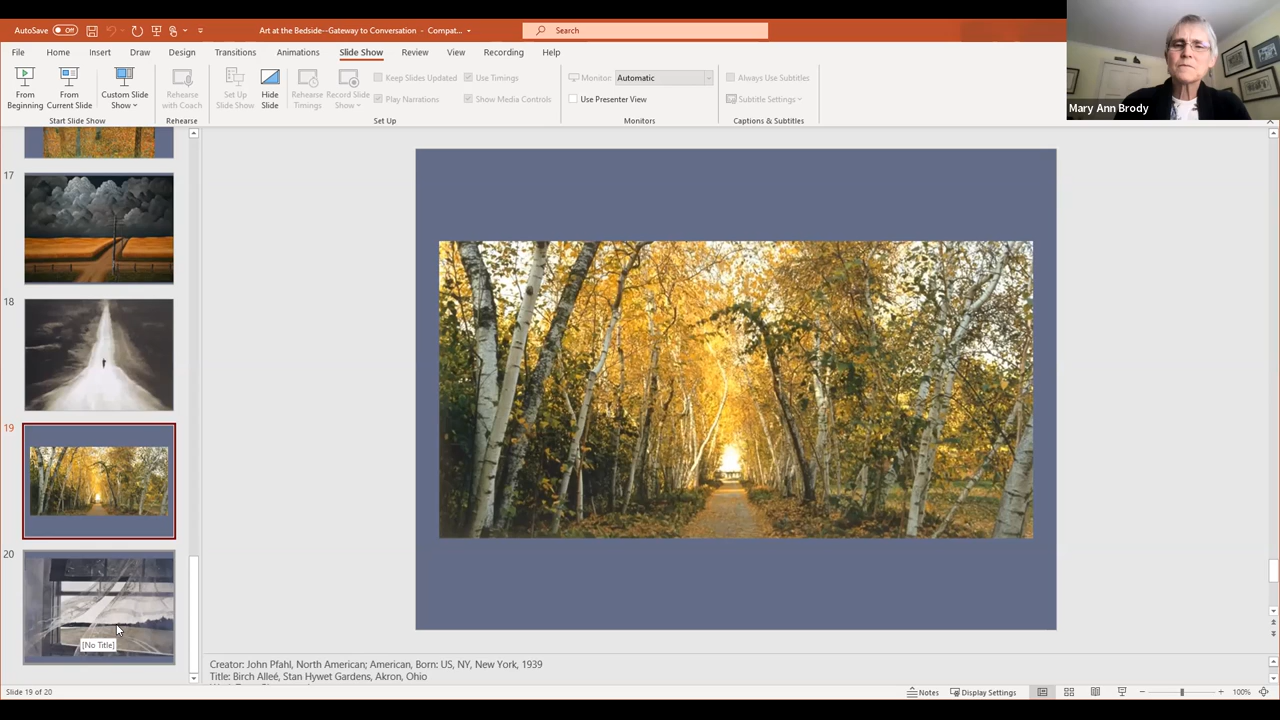 AutoSave Off
Art at the Bedside--Gateway to Conversation - Compat...
Search
File Home Insert Draw Design Transitions Animations Slide Show Review View Recording Help
From Beginning
From Current Slide
Custom Slide Show
Rehearse with Coach
Set Up Slide Show
Hide Slide
Rehearse Timings
Record Slide Show
Keep Slides Updated
Play Narrations
Use Timings
Show Media Controls
Monitor: Automatic
Use Presenter View
Always Use Subtitles
Subtitle Settings
Start Slide Show
Rehearse
Set Up
Monitors
Captions & Subtitles
Mary Ann Brody
17
18
19
20
[No Title]
Creator: John Pfahl, North American; American, Born: US, NY, New York, 1939
Title: Birch Alleé, Stan Hywet Gardens, Akron, Ohio
Slide 19 of 20
Notes
Display Settings
100%